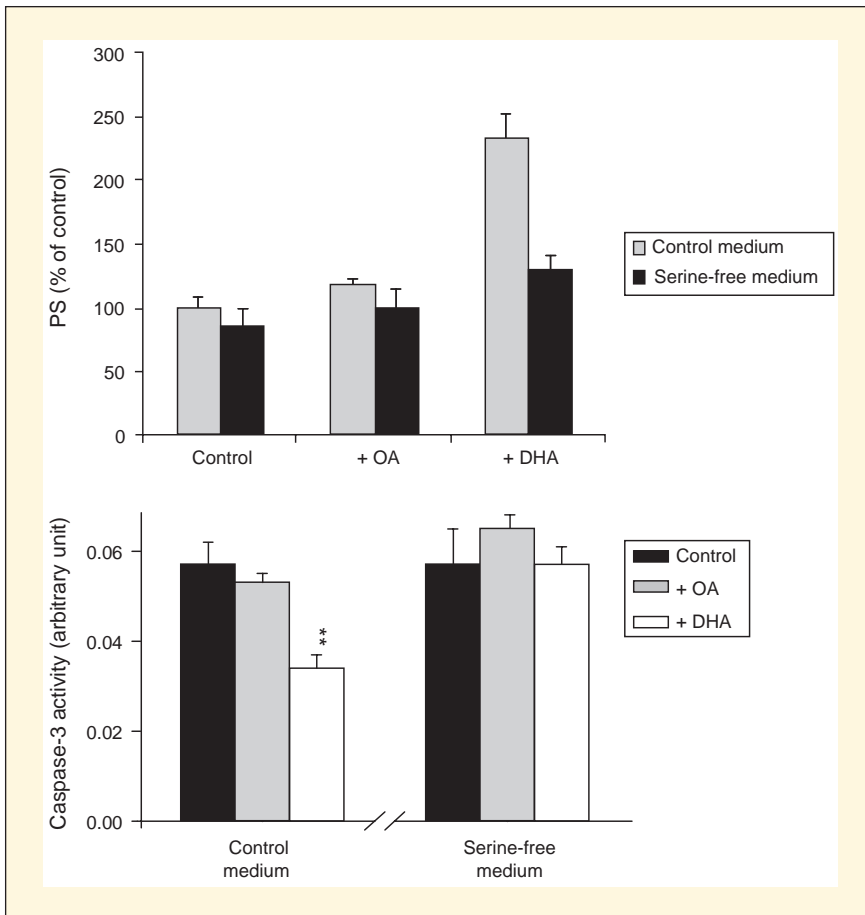 300
250
200
150
100
50
0
PS (% of control)
Control
+ OA
+ DHA
Control medium
Serine-free medium
0.06
0.04
0.02
0.00
Caspase-3 activity (arbitrary unit)
**
Control
medium
Serine-free
medium
Control
+ OA
+ DHA